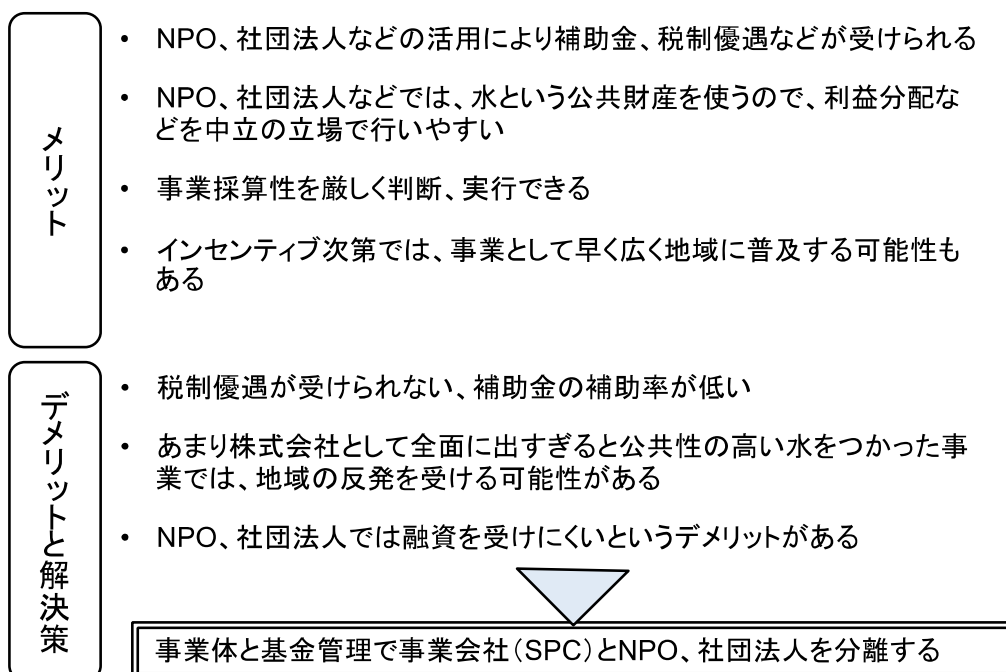 メリット
• NPO、社団法人などの活用により補助金、税制優遇などが受けられる
• NPO、社団法人などでは、水という公共財産を使うので、利益分配な
どを中立の立場で行いやすい
• 事業採算性を厳しく判断、実行できる
• インセンティブ次第では、事業として早く広く地域に普及する可能性も
ある
デメリットと解決策
• 税制優遇が受けられない、補助金の補助率が低い
• あまり株式会社として全面に出すぎると公共性の高い水をつかった事
業では、地域の反発を受ける可能性がある
• NPO、社団法人では融資を受けにくいというデメリットがある
事業体と基金管理で事業会社(SPC)とNPO、社団法人を分離する